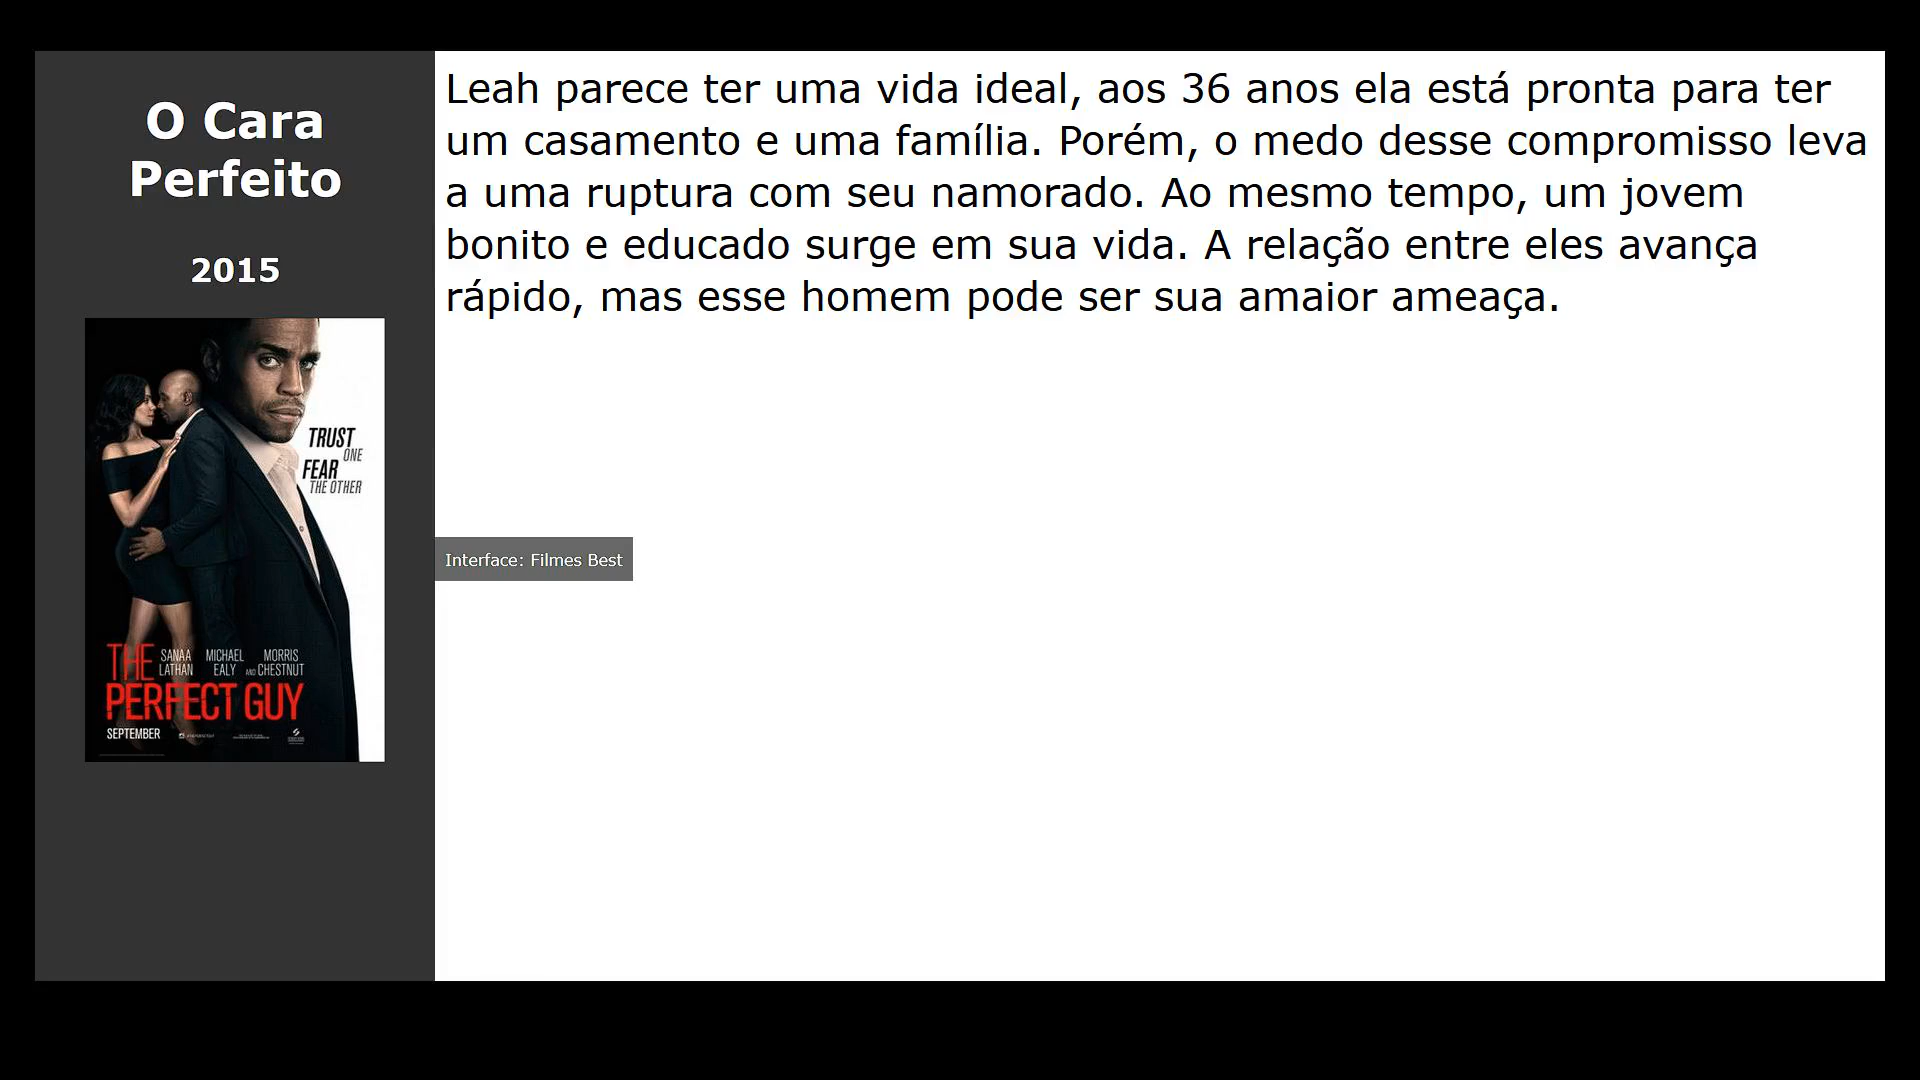 O Cara
Perfeito
2015
TRUST
ONE
FEAR
THE OTHER
THE
SANAA
LATHAN
MICHAEL
EALY
AND
MORRIS
CHESTNUT
PERFECT GUY
SEPTEMBER
Leah parece ter uma vida ideal, aos 36 anos ela está pronta para ter
um casamento e uma família. Porém, o medo desse compromisso leva
a uma ruptura com seu namorado. Ao mesmo tempo, um jovem
bonito e educado surge em sua vida. A relação entre eles avança
rápido, mas esse homem pode ser sua amaior ameaça.
Interface: Filmes Best